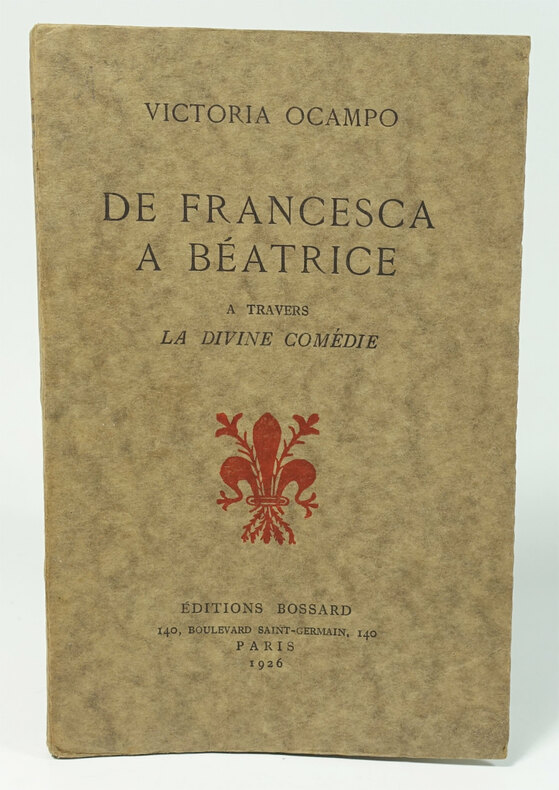 VICTORIA OCAMPO
DE FRANCESCA
A BÉATRICE
A TRAVERS
LA DIVINE COMÉDIE
ÉDITIONS BOSSARD
140, BOULEVARD SAINT-GERMAIN, 140
PARIS
1926